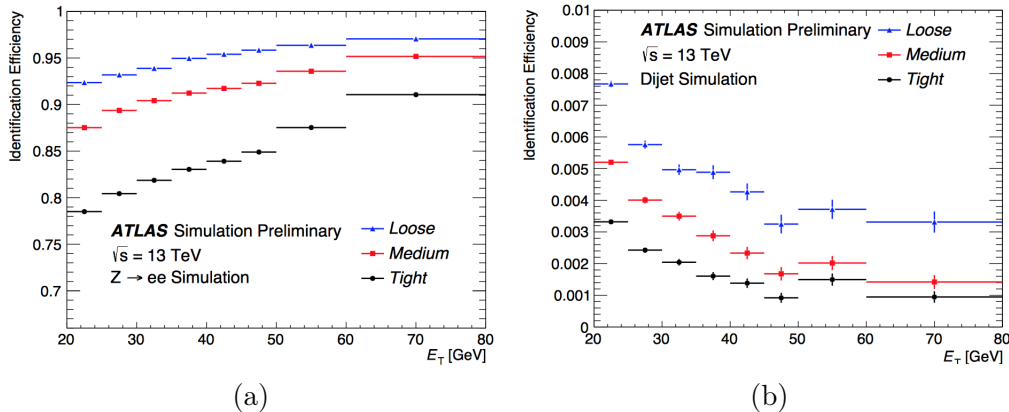 Identification Efficiency
1
0.95
0.9
0.85
0.8
0.75
0.7
ATLAS Simulation Preliminary
√s = 13 TeV
Z → ee Simulation
Loose
Medium
Tight
20 30 40 50 60 70 80
E_T [GeV]
(a)
Identification Efficiency
0.01
0.009
0.008
0.007
0.006
0.005
0.004
0.003
0.002
0.001
0
ATLAS Simulation Preliminary
√s = 13 TeV
Dijet Simulation
Loose
Medium
Tight
20 30 40 50 60 70 80
E_T [GeV]
(b)